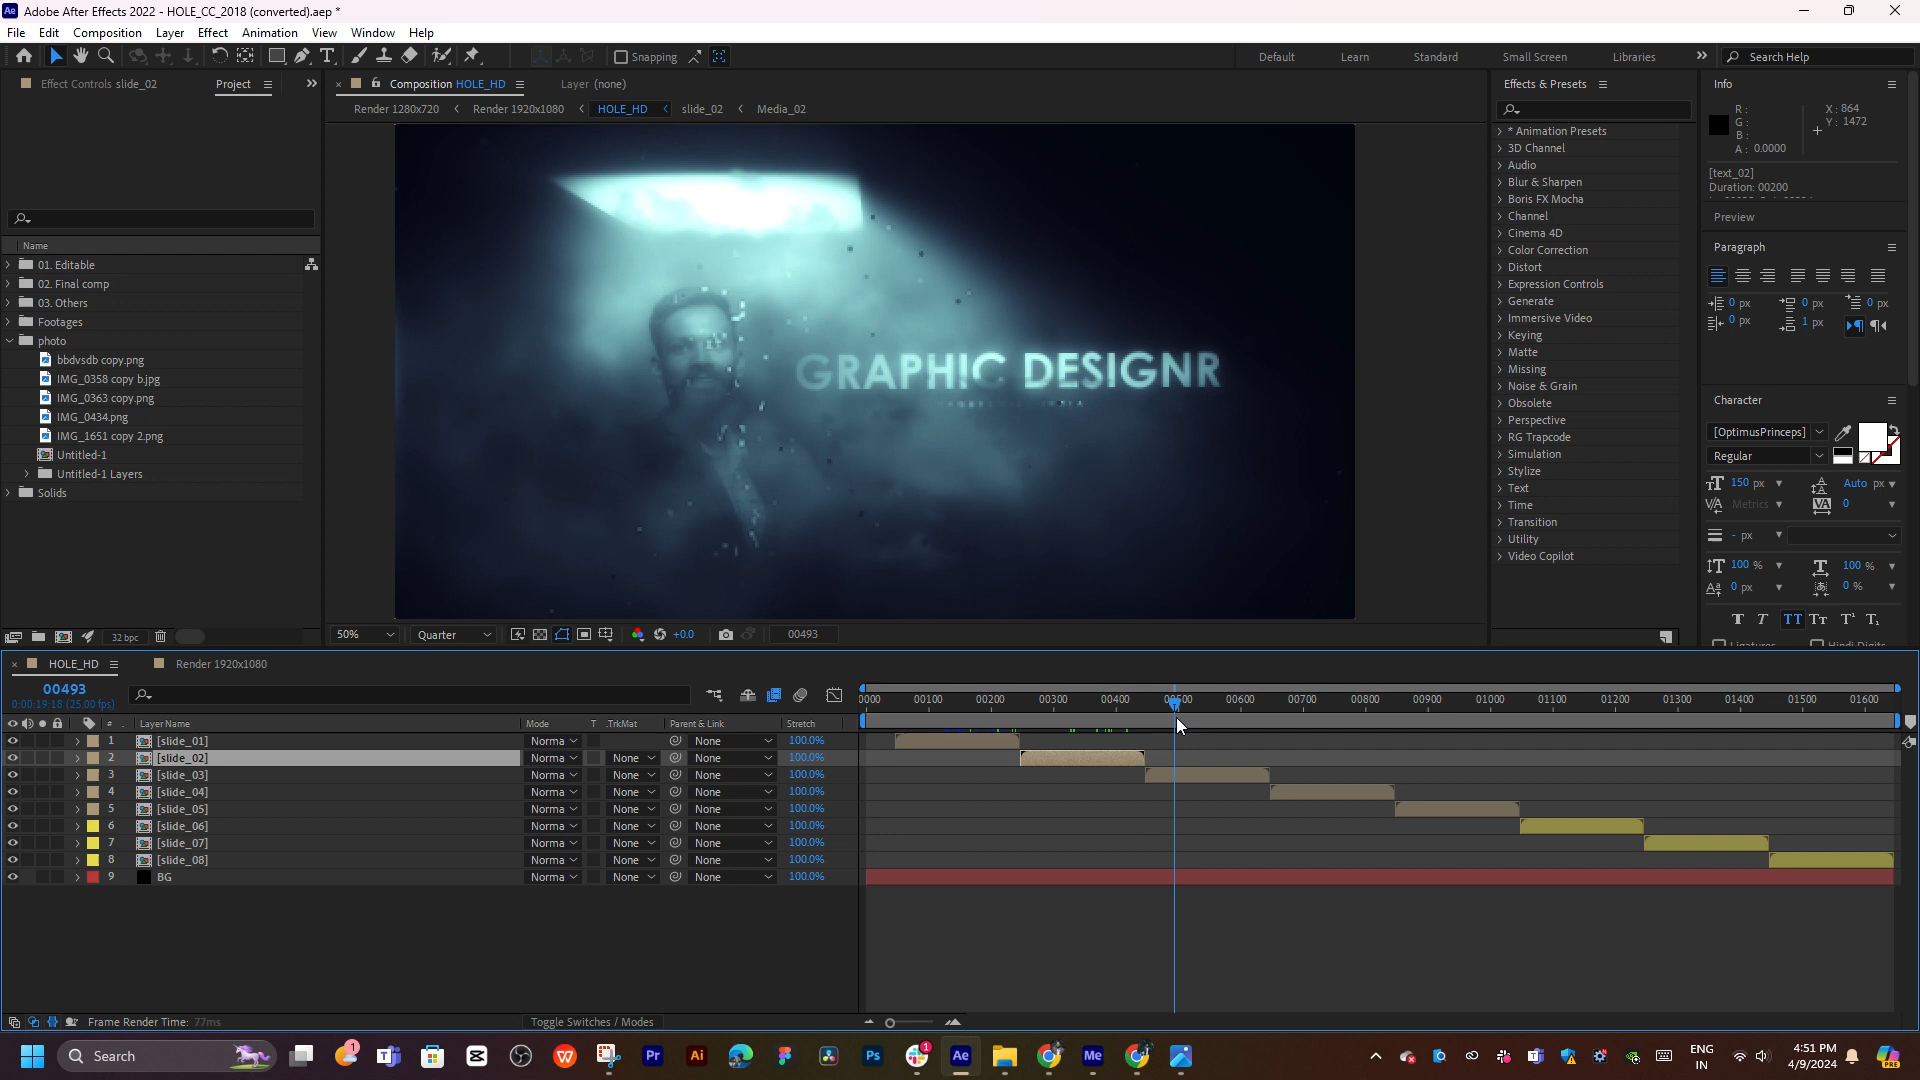 Adobe After Effects 2022 - HOLE_CC_2018 (converted).aep *
File Edit Composition Layer Effect Animation View Window Help
Snapping Default Learn Standard Small Screen Libraries Search Help
Effect Controls slide_02 Project
Composition HOLE_HD Layer (none)
Render 1280x720 Render 1920x1080 HOLE_HD slide_02 Media_02
GRAPHIC DESIGNR
Name
01. Editable
02. Final comp
03. Others
Footages
photo
bbdvsdb copy.png
IMG_0358 copy b.jpg
IMG_0363 copy.png
IMG_0434.png
IMG_1651 copy 2.png
Untitled-1
Untitled-1 Layers
Solids
32 bpc
50% Quarter +0.0 00493
Effects & Presets
* Animation Presets
3D Channel
Audio
Blur & Sharpen
Boris FX Mocha
Channel
Cinema 4D
Color Correction
Distort
Expression Controls
Generate
Immersive Video
Keying
Matte
Missing
Noise & Grain
Obsolete
Perspective
RG Trapcode
Simulation
Stylize
Text
Time
Transition
Utility
Video Copilot
Info
R : X : 864
G : Y : 1472
B :
A : 0.0000
[text_02]
Duration: 00200
Preview
Paragraph
0 px 0 px 0 px
0 px 1 px
Character
[OptimusPrinceps]
Regular
150 px Auto px
Metrics 0
- px
100 % 100 %
0 px 0 %
Ligatures Hindi Digits
HOLE_HD Render 1920x1080
00493
0:00:19:18 (25.00 fps)
0000 00100 00200 00300 00400 00500 00600 00700 00800 00900 01000 01100 01200 01300 01400 01500 01600
# Layer Name Mode T .TrkMat Parent & Link Stretch
1 [slide_01] Norma None 100.0%
2 [slide_02] Norma None None 100.0%
3 [slide_03] Norma None None 100.0%
4 [slide_04] Norma None None 100.0%
5 [slide_05] Norma None None 100.0%
6 [slide_06] Norma None None 100.0%
7 [slide_07] Norma None None 100.0%
8 [slide_08] Norma None None 100.0%
9 BG Norma None None 100.0%
Frame Render Time: 77ms Toggle Switches / Modes
Search
ENG
IN
4:51 PM
4/9/2024